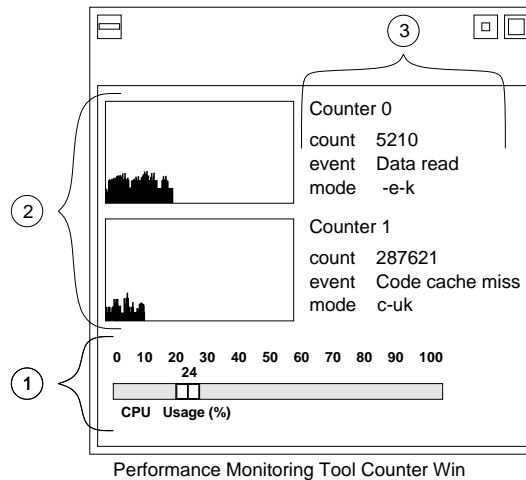 3
Counter 0
count 5210
event Data read
mode -e-k
2
Counter 1
count 287621
event Code cache miss
mode c-uk
1
0 10 20 30 40 50 60 70 80 90 100
24
CPU Usage (%)
Performance Monitoring Tool Counter Win